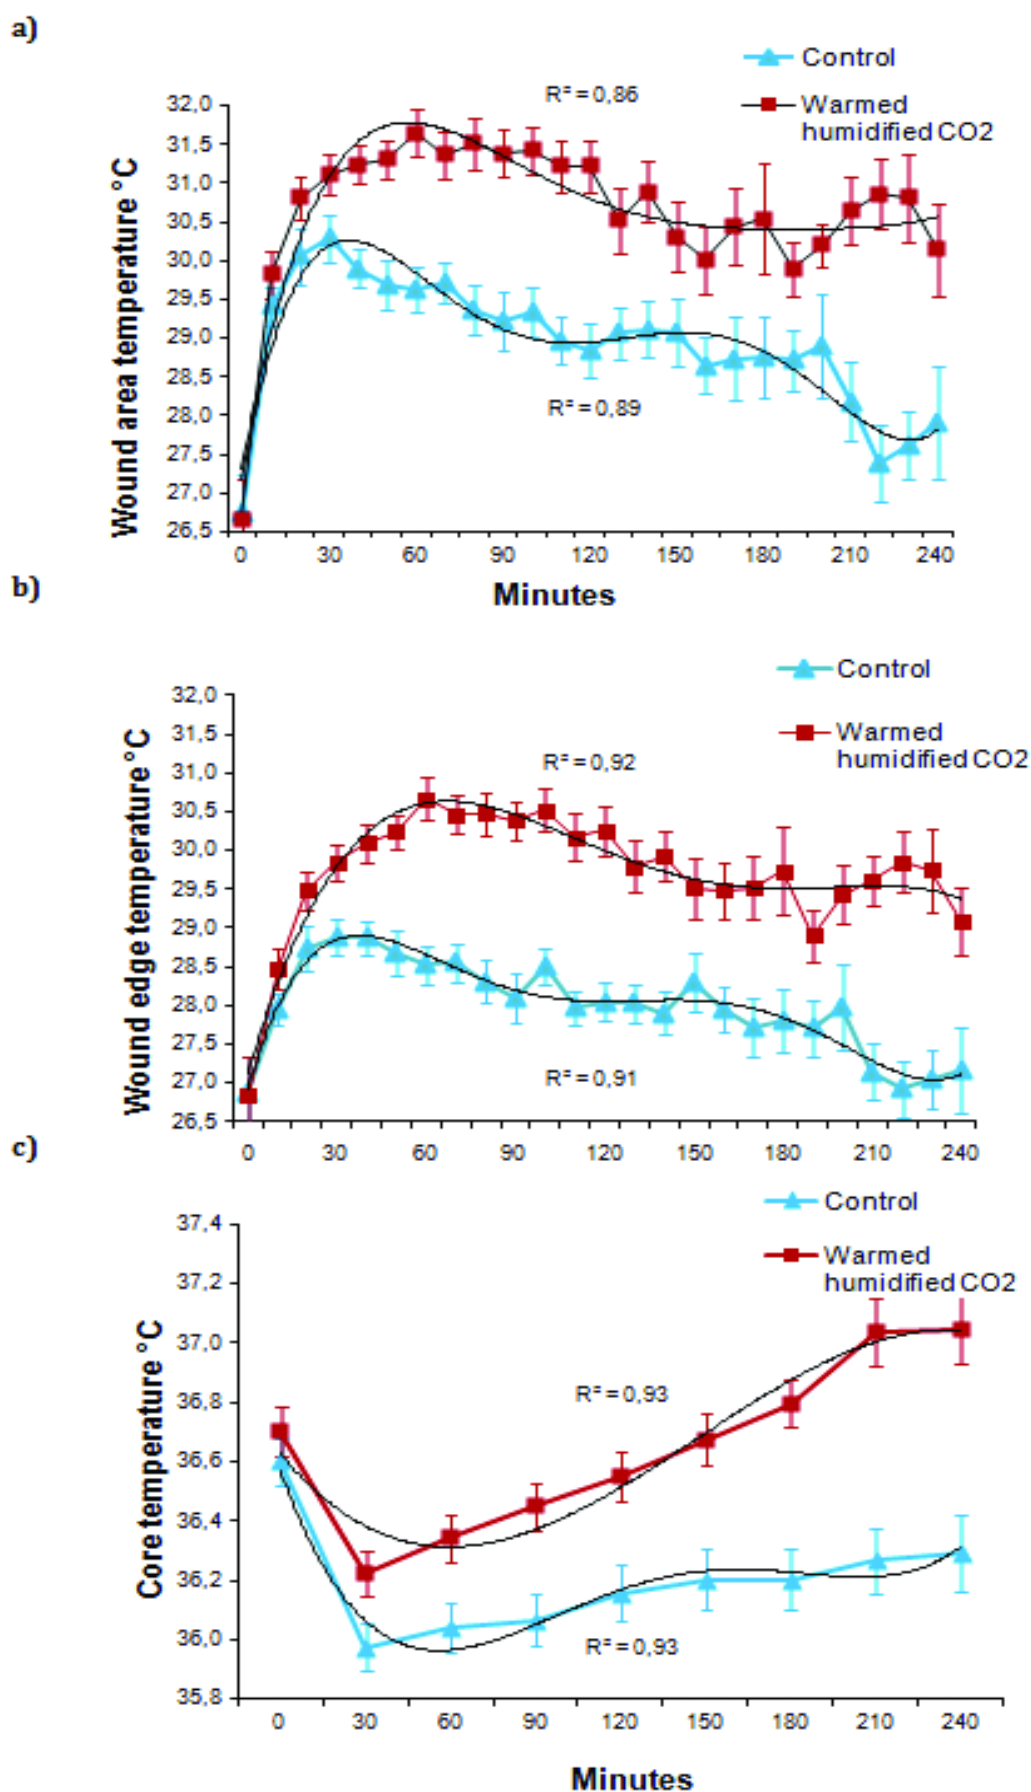 a)
Control
R² = 0,86
Warmed
humidified CO2
32,0
31,5
31,0
30,5
30,0
29,5
29,0
28,5
28,0
27,5
27,0
26,5
Wound area temperature °C
R² = 0,89
0 30 60 90 120 150 180 210 240
Minutes
b)
Control
Warmed
humidified CO2
R² = 0,92
32,0
31,5
31,0
30,5
30,0
29,5
29,0
28,5
28,0
27,5
27,0
26,5
Wound edge temperature °C
R² = 0,91
0 30 60 90 120 150 180 210 240
c)
Control
Warmed
humidified CO2
37,4
37,2
37,0
36,8
36,6
36,4
36,2
36,0
35,8
Core temperature °C
R² = 0,93
R² = 0,93
0 30 60 90 120 150 180 210 240
Minutes